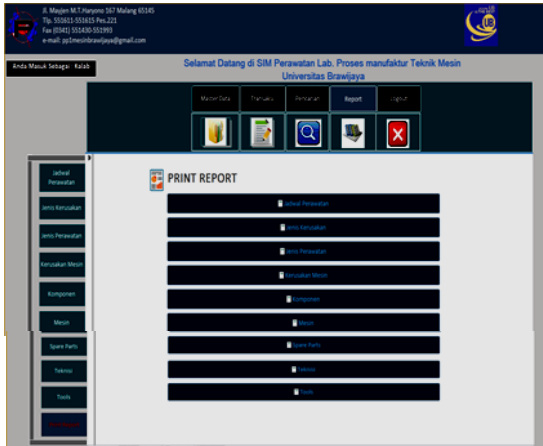 Jl. Mayjen M.T.Haryono 167 Malang 65145
Tlp. 551611-551615 Pes.221
Fax (0341) 551430-551993
e-mail: pp1mesinbrawijaya@gmail.com
Anda Masuk Sebagai Kalab
Selamat Datang di SIM Perawatan Lab. Proses manufaktur Teknik Mesin
Universitas Brawijaya
Master Data
Transaksi
Pencarian
Report
Logout
PRINT REPORT
Jadwal Perawatan
Jenis Kerusakan
Jenis Perawatan
Kerusakan Mesin
Komponen
Mesin
Spare Parts
Teknisi
Tools
Jadwal
Perawatan
Jenis Kerusakan
Jenis Perawatan
Kerusakan Mesin
Komponen
Mesin
Spare Parts
Teknisi
Tools